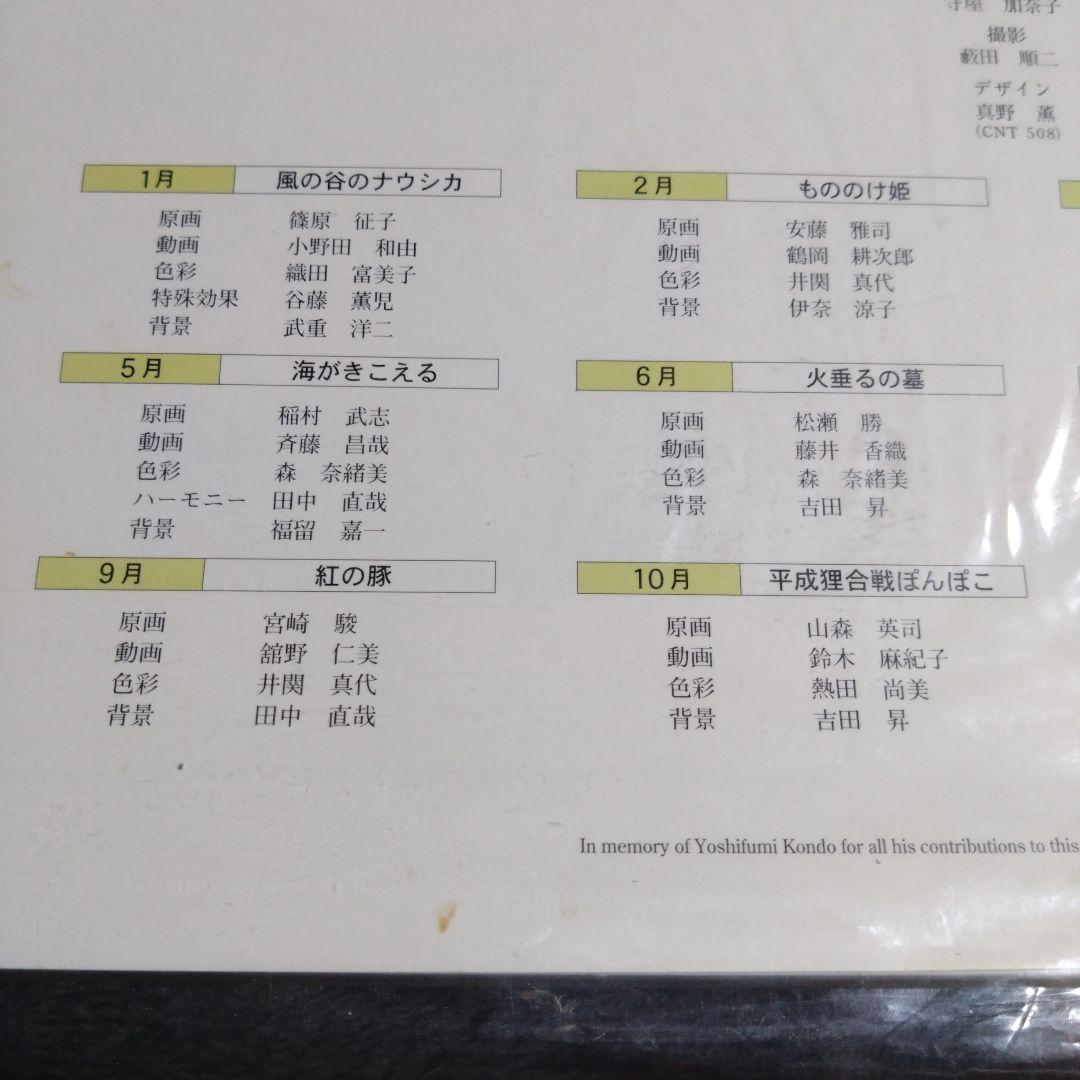 寺屋 加奈子
撮影
薮田 順二
デザイン
真野 薫
(CNT 508)
1月 風の谷のナウシカ
原画 篠原 征子
動画 小野田 和由
色彩 織田 富美子
特殊効果 谷藤 薫児
背景 武重 洋二
2月 もののけ姫
原画 安藤 雅司
動画 鶴岡 耕次郎
色彩 井関 真代
背景 伊奈 涼子
5月 海がきこえる
原画 稲村 武志
動画 斉藤 昌哉
色彩 森 奈緒美
ハーモニー 田中 直哉
背景 福留 嘉一
6月 火垂るの墓
原画 松瀬 勝
動画 藤井 香織
色彩 森 奈緒美
背景 吉田 昇
9月 紅の豚
原画 宮崎 駿
動画 舘野 仁美
色彩 井関 真代
背景 田中 直哉
10月 平成狸合戦ぽんぽこ
原画 山森 英司
動画 鈴木 麻紀子
色彩 熱田 尚美
背景 吉田 昇
In memory of Yoshifumi Kondo for all his contributions to this